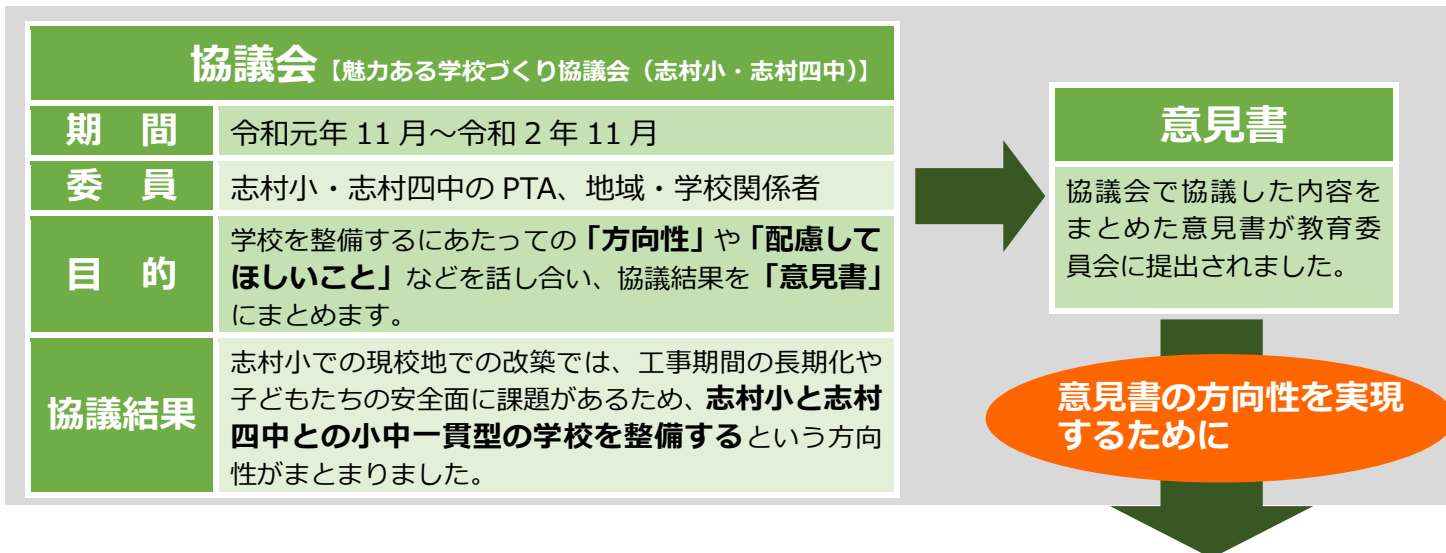 協議会【魅力ある学校づくり協議会(志村小・志村四中)】
期　間
令和元年 11 月～令和 2 年 11 月
委　員
志村小・志村四中の PTA、地域・学校関係者
目　的
学校を整備するにあたっての「方向性」や「配慮して
ほしいこと」などを話し合い、協議結果を「意見書」
にまとめます。
協議結果
志村小での現校地での改築では、工事期間の長期化や
子どもたちの安全面に課題があるため、志村小と志村
四中との小中一貫型の学校を整備するという方向
性がまとまりました。
意見書
協議会で協議した内容を
まとめた意見書が教育委
員会に提出されました。
意見書の方向性を実現
するために